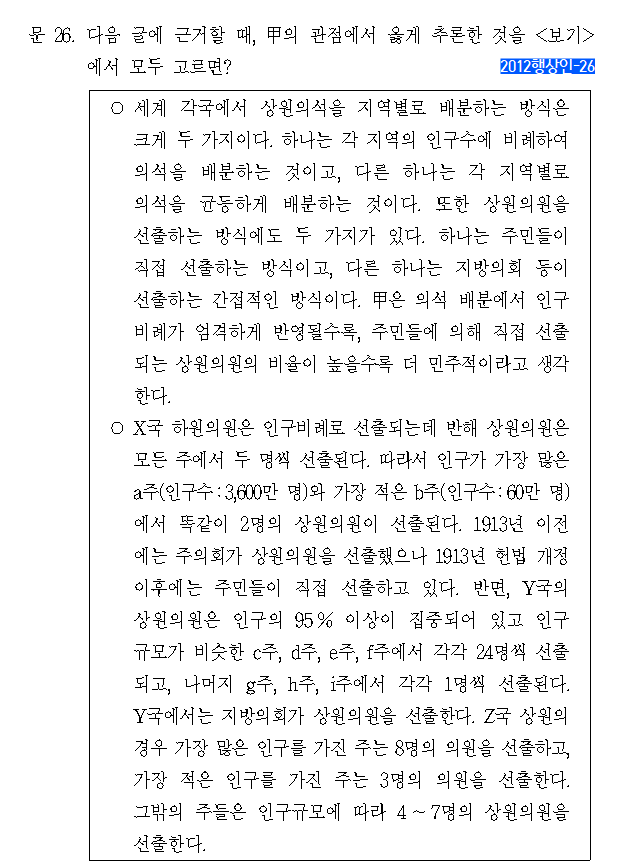 문 26. 다음 글에 근거할 때, 甲의 관점에서 옳게 추론한 것을 <보기>
에서 모두 고르면?
2012행상인-26
○ 세계 각국에서 상원의석을 지역별로 배분하는 방식은
크게 두 가지이다. 하나는 각 지역의 인구수에 비례하여
의석을 배분하는 것이고, 다른 하나는 각 지역별로
의석을 균등하게 배분하는 것이다. 또한 상원의원을
선출하는 방식에도 두 가지가 있다. 하나는 주민들이
직접 선출하는 방식이고, 다른 하나는 지방의회 등이
선출하는 간접적인 방식이다. 甲은 의석 배분에서 인구
비례가 엄격하게 반영될수록, 주민들에 의해 직접 선출
되는 상원의원의 비율이 높을수록 더 민주적이라고 생각
한다.
○ X국 하원의원은 인구비례로 선출되는데 반해 상원의원은
모든 주에서 두 명씩 선출된다. 따라서 인구가 가장 많은
a주(인구수:3,600만 명)와 가장 적은 b주(인구수:60만 명)
에서 똑같이 2명의 상원의원이 선출된다. 1913년 이전
에는 주의회가 상원의원을 선출했으나 1913년 헌법 개정
이후에는 주민들이 직접 선출하고 있다. 반면, Y국의
상원의원은 인구의 95% 이상이 집중되어 있고 인구
규모가 비슷한 c주, d주, e주, f주에서 각각 24명씩 선출
되고, 나머지 g주, h주, i주에서 각각 1명씩 선출된다.
Y국에서는 지방의회가 상원의원을 선출한다. Z국 상원의
경우 가장 많은 인구를 가진 주는 8명의 의원을 선출하고,
가장 적은 인구를 가진 주는 3명의 의원을 선출한다.
그밖의 주들은 인구규모에 따라 4~7명의 상원의원을
선출한다.